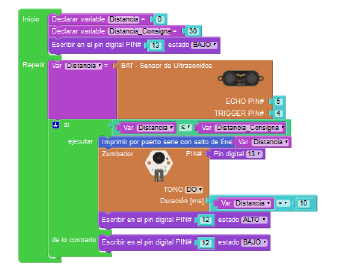 Inicio
Declarar variable Distancia = 0
Declarar variable Distancia_Consigna = 30
Escribir en el pin digital PIN# 13 estado BAJO
Repetir
Var Distancia = BAT - Sensor de Ultrasonidos
ECHO PIN# 5
TRIGGER PIN# 4
si Var Distancia ≤ Var Distancia_Consigna
ejecutar Imprimir por puerto serie con salto de línea Var Distancia
Zumbador PIN# Pin digital 13
TONO DO
Duración [ms] Var Distancia 10
Escribir en el pin digital PIN# 12 estado ALTO
de lo contrario Escribir en el pin digital PIN# 12 estado BAJO